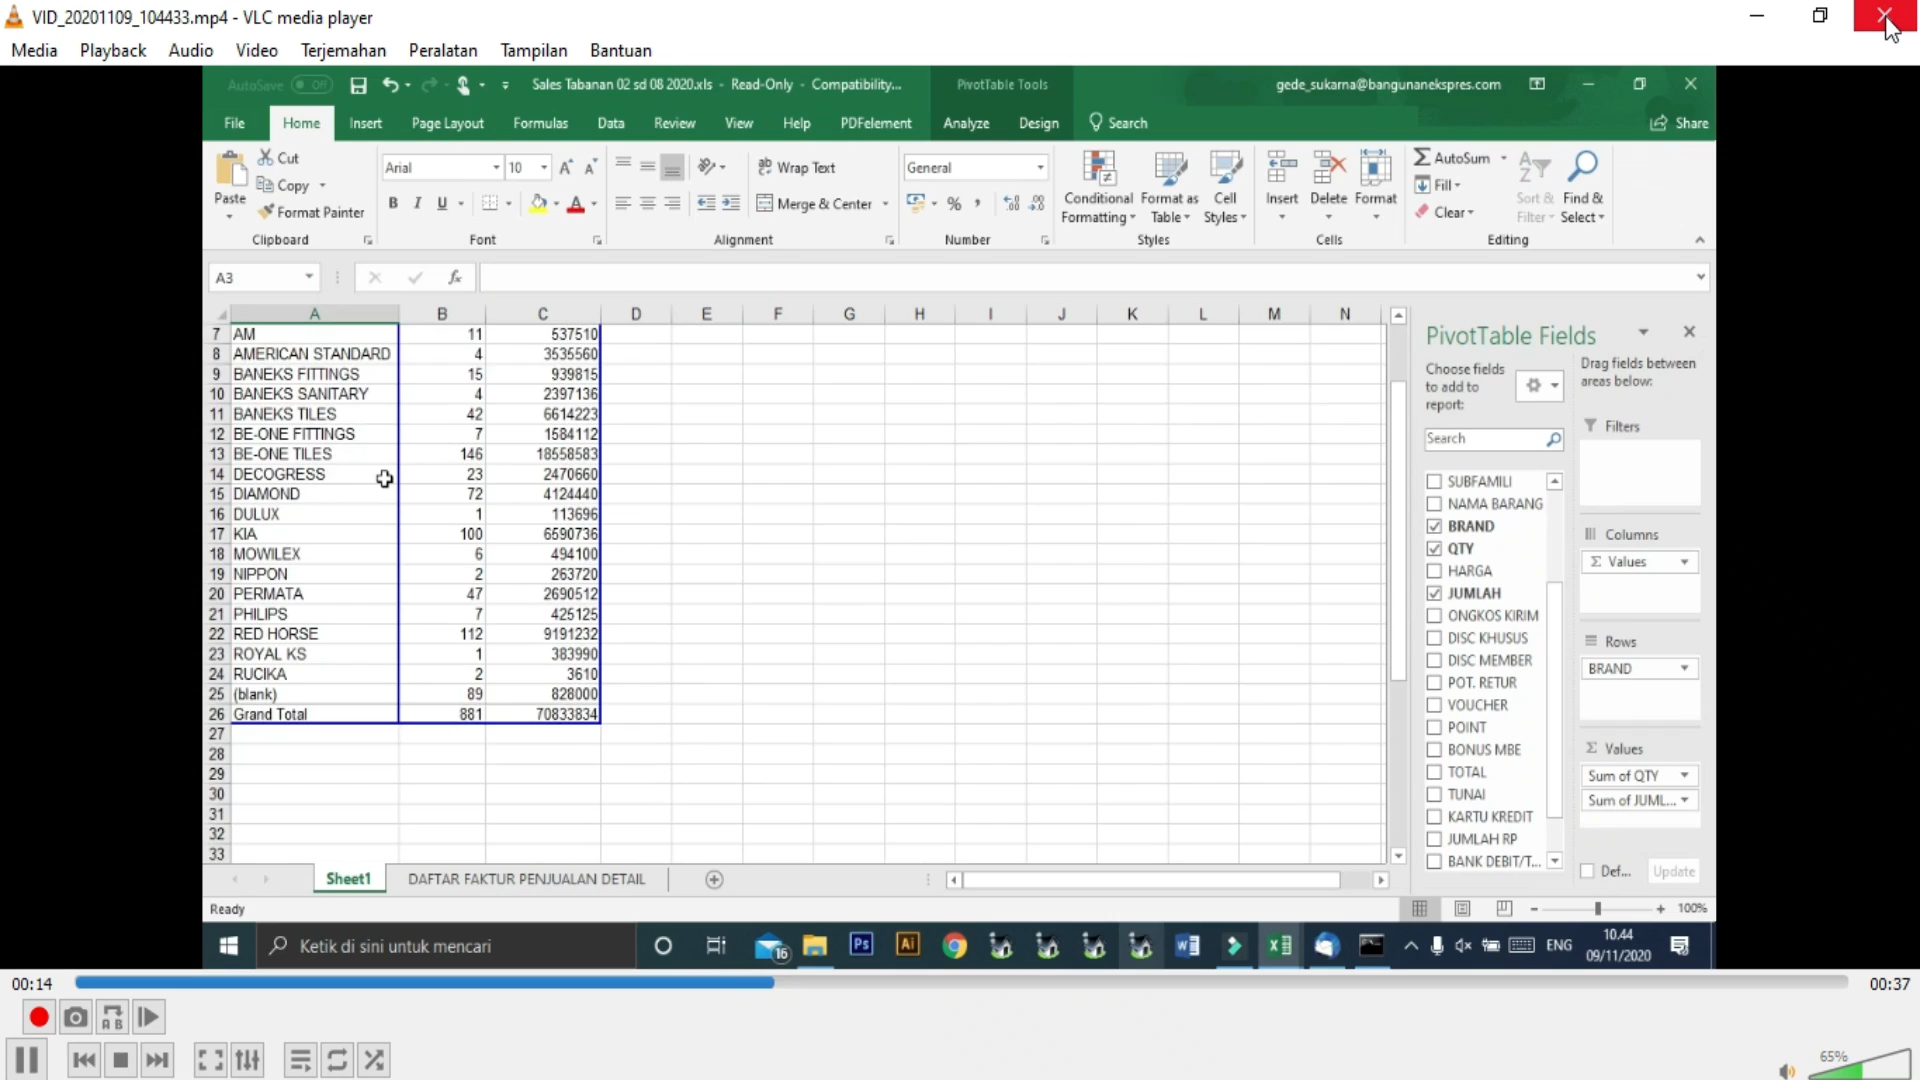 VID_20201109_104433.mp4 - VLC media player
Media Playback Audio Video Terjemahan Peralatan Tampilan Bantuan
AutoSave Off Sales Tabanan 02 sd 08 2020.xls - Read-Only - Compatibility... PivotTable Tools gede_sukarna@bangunanekspres.com
File Home Insert Page Layout Formulas Data Review View Help PDFelement Analyze Design Search Share
Paste Cut Copy Format Painter Clipboard
Arial 10 B I U Font
Wrap Text Merge & Center Alignment
General % , Number
Conditional Formatting Format as Table Cell Styles Styles
Insert Delete Format Cells
AutoSum Fill Clear Sort & Filter Find & Select Editing
A3 fx
A B C D E F G H I J K L M N
7 AM 11 537510
8 AMERICAN STANDARD 4 3535560
9 BANEKS FITTINGS 15 939815
10 BANEKS SANITARY 4 2397136
11 BANEKS TILES 42 6614223
12 BE-ONE FITTINGS 7 1584112
13 BE-ONE TILES 146 18558583
14 DECOGRESS 23 2470660
15 DIAMOND 72 4124440
16 DULUX 1 113696
17 KIA 100 6590736
18 MOWILEX 6 494100
19 NIPPON 2 263720
20 PERMATA 47 2690512
21 PHILIPS 7 425125
22 RED HORSE 112 9191232
23 ROYAL KS 1 383990
24 RUCIKA 2 3610
25 (blank) 89 828000
26 Grand Total 881 70833834
27
28
29
30
31
32
33
PivotTable Fields
Choose fields to add to report:
Search
SUBFAMILI
NAMA BARANG
BRAND
QTY
HARGA
JUMLAH
ONGKOS KIRIM
DISC KHUSUS
DISC MEMBER
POT. RETUR
VOUCHER
POINT
BONUS MBE
TOTAL
TUNAI
KARTU KREDIT
JUMLAH RP
BANK DEBIT/T...
Drag fields between areas below:
Filters
Columns
Σ Values
Rows
BRAND
Σ Values
Sum of QTY
Sum of JUML...
Def... Update
Sheet1 DAFTAR FAKTUR PENJUALAN DETAIL
Ready 100%
Ketik di sini untuk mencari 16 Ps Ai ENG 10.44
09/11/2020
00:14 00:37
A B
65%